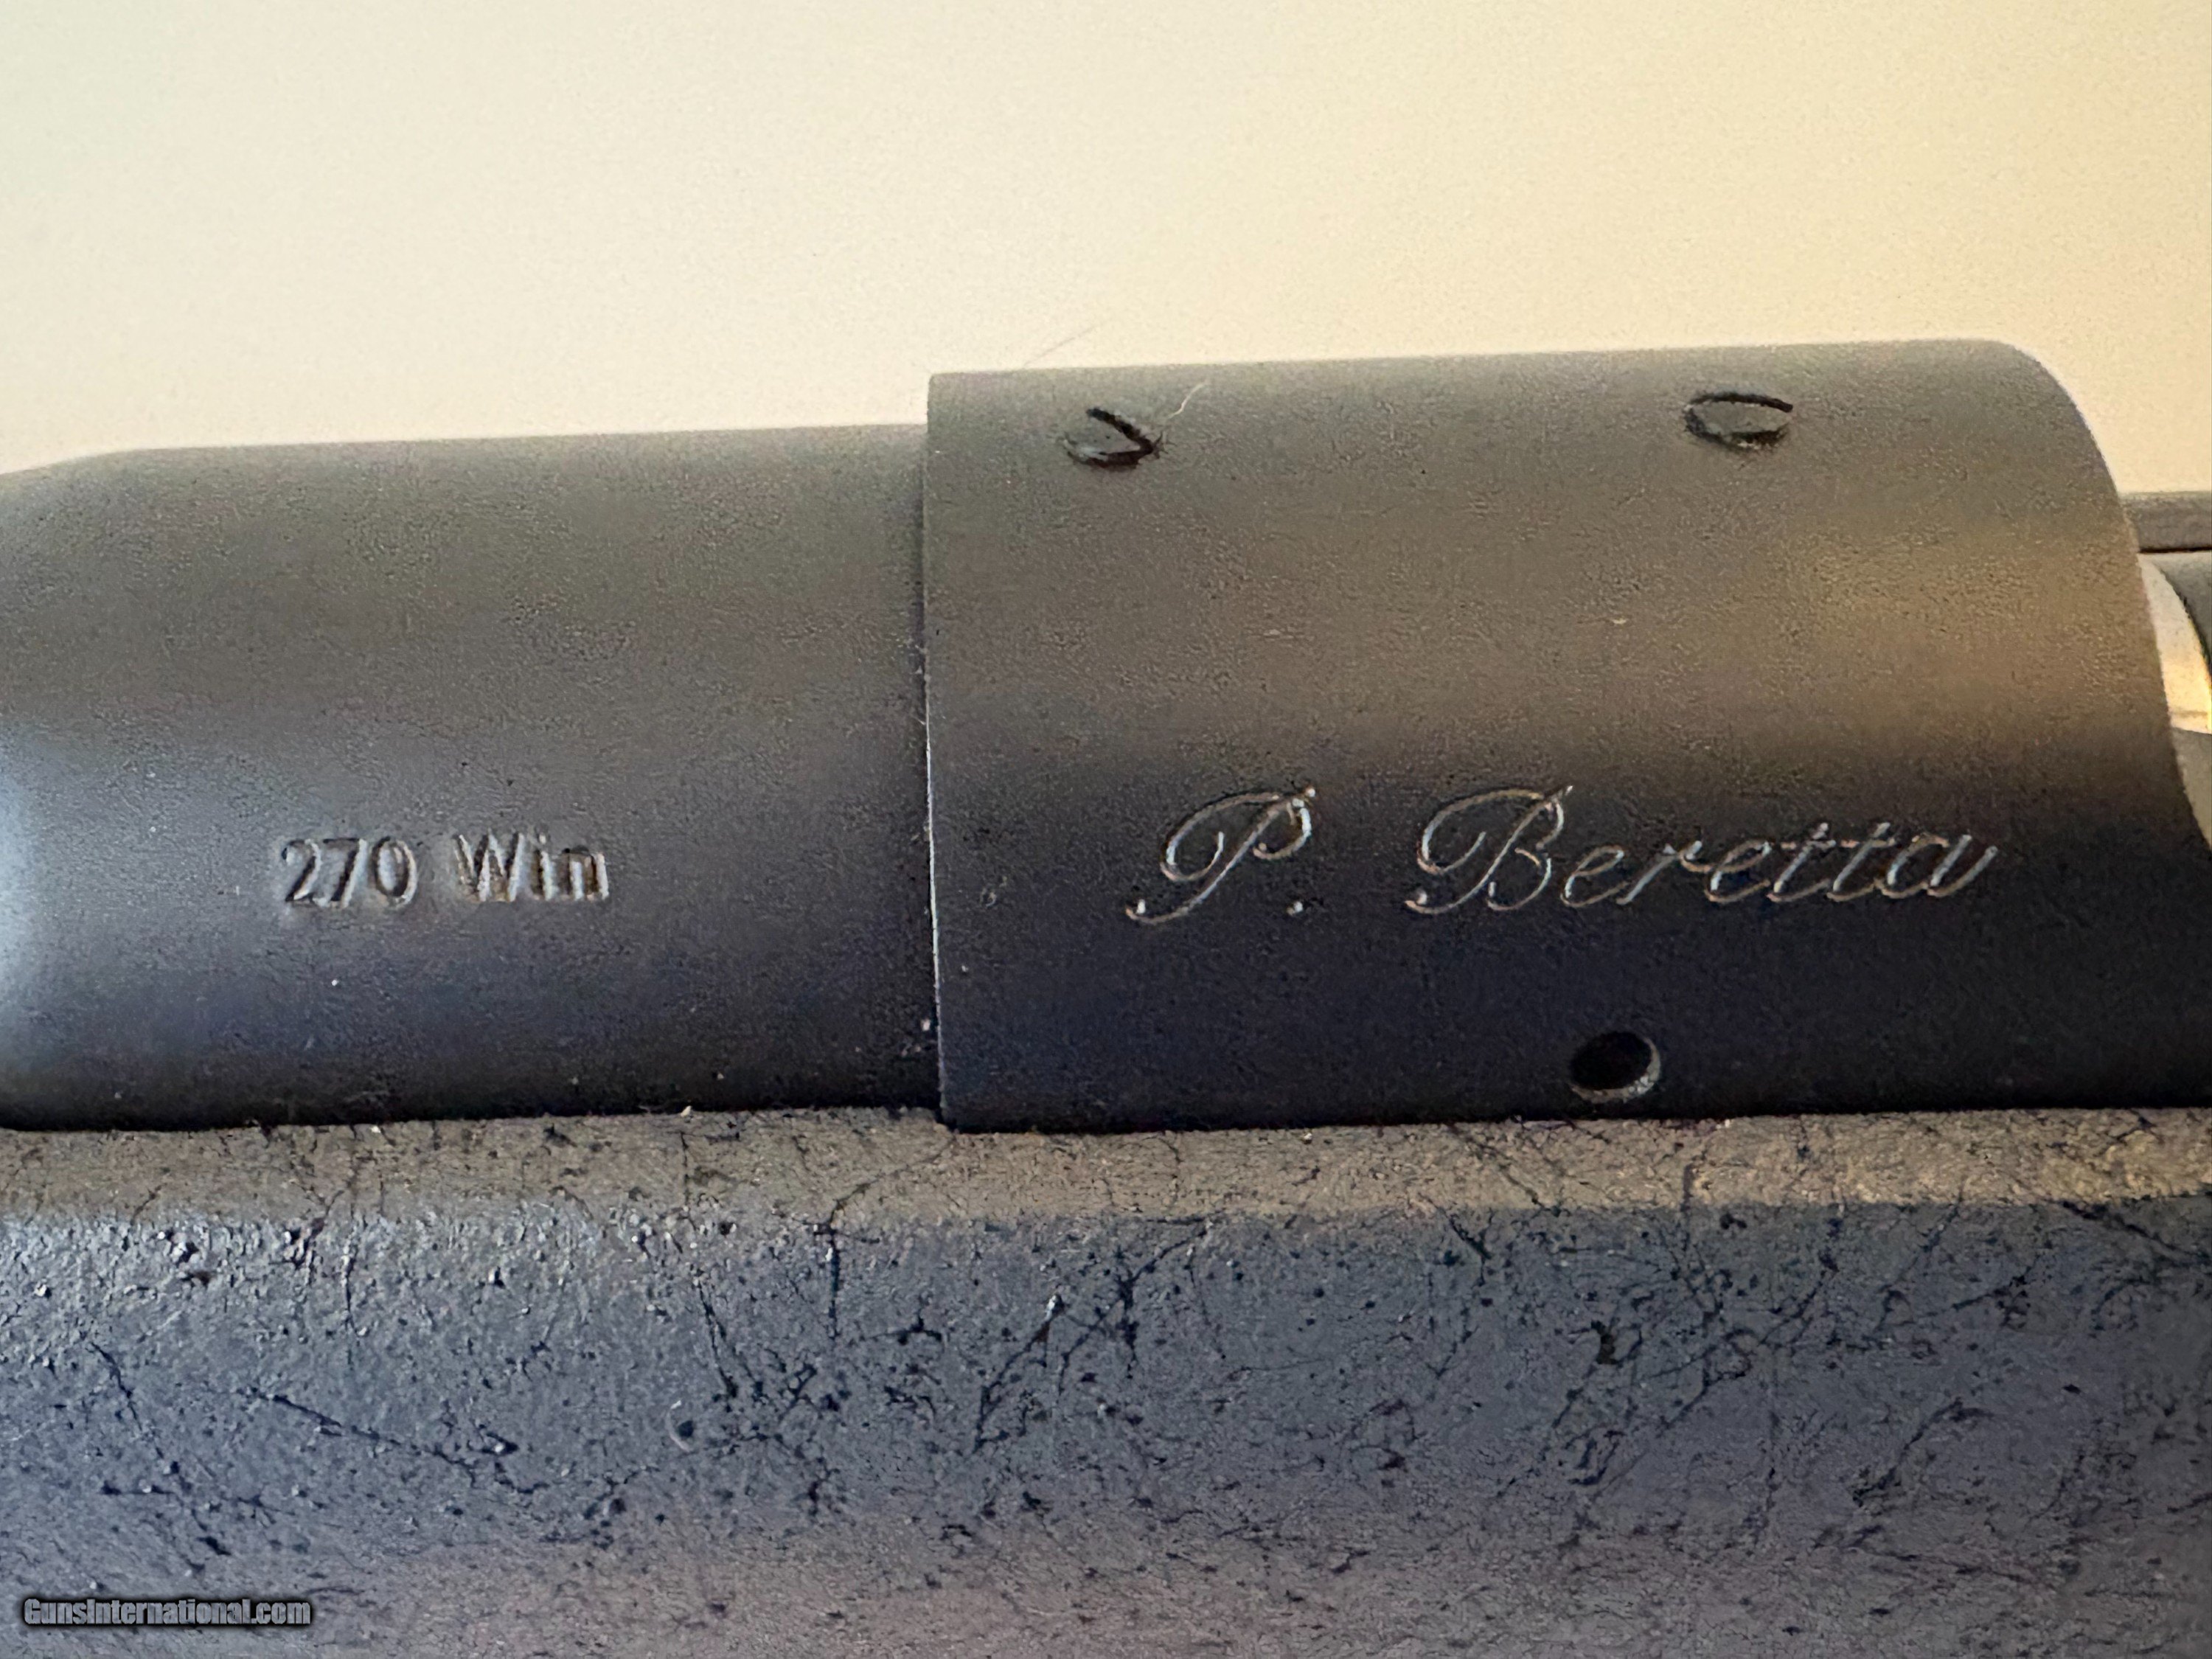 270 Win
P. Beretta
GunsInternational.com